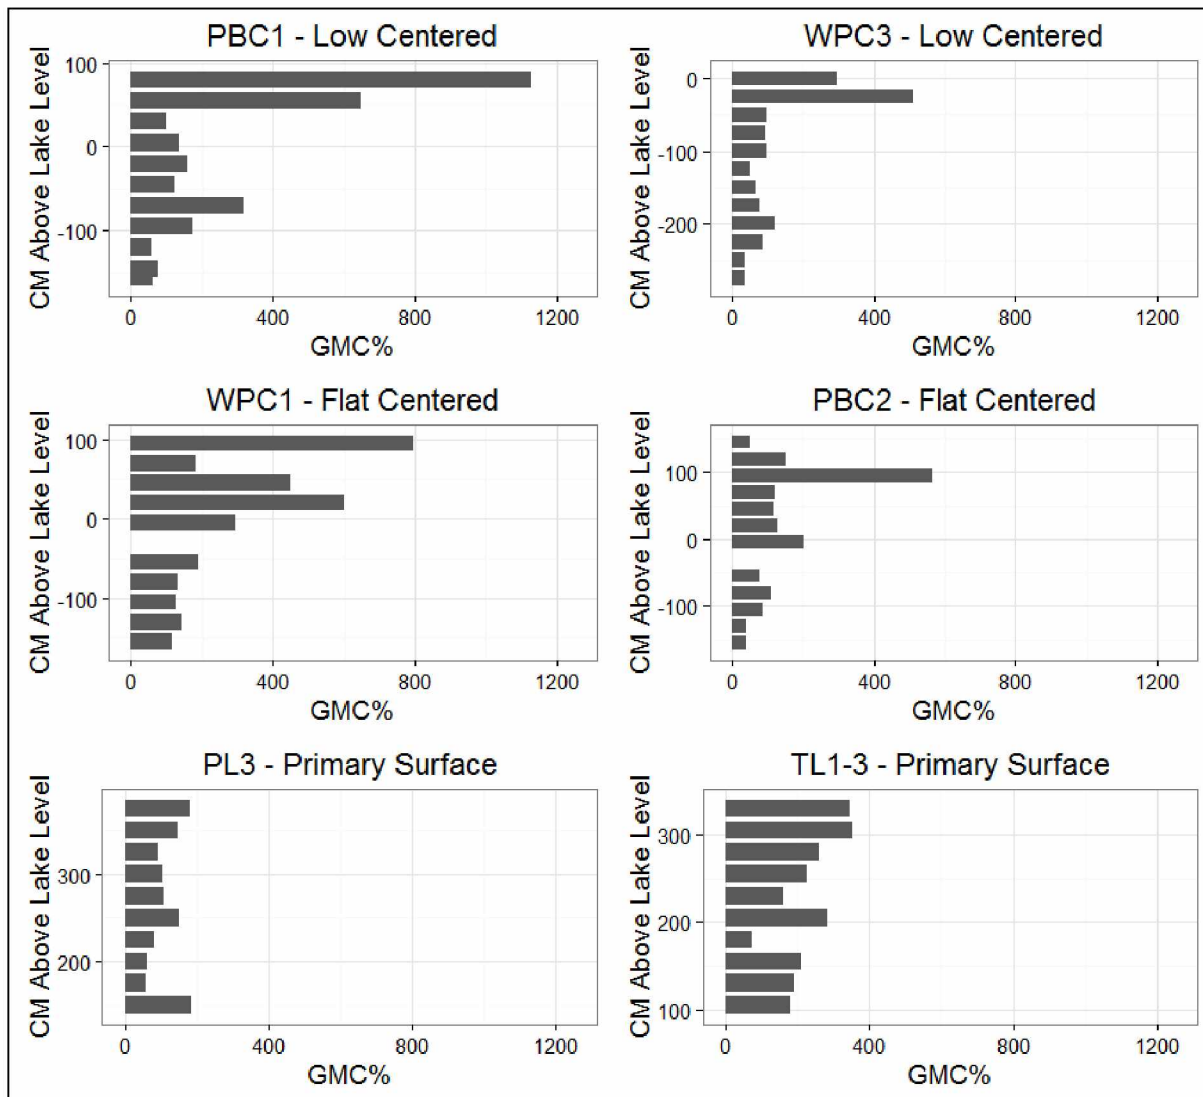 PBC1 - Low Centered
CM Above Lake Level
100
0
-100
0
400
800
1200
GMC%
WPC3 - Low Centered
CM Above Lake Level
0
-100
-200
0
400
800
1200
GMC%
WPC1 - Flat Centered
CM Above Lake Level
100
0
-100
0
400
800
1200
GMC%
PBC2 - Flat Centered
CM Above Lake Level
100
0
-100
0
400
800
1200
GMC%
PL3 - Primary Surface
CM Above Lake Level
300
200
0
400
800
1200
GMC%
TL1-3 - Primary Surface
CM Above Lake Level
300
200
100
0
400
800
1200
GMC%